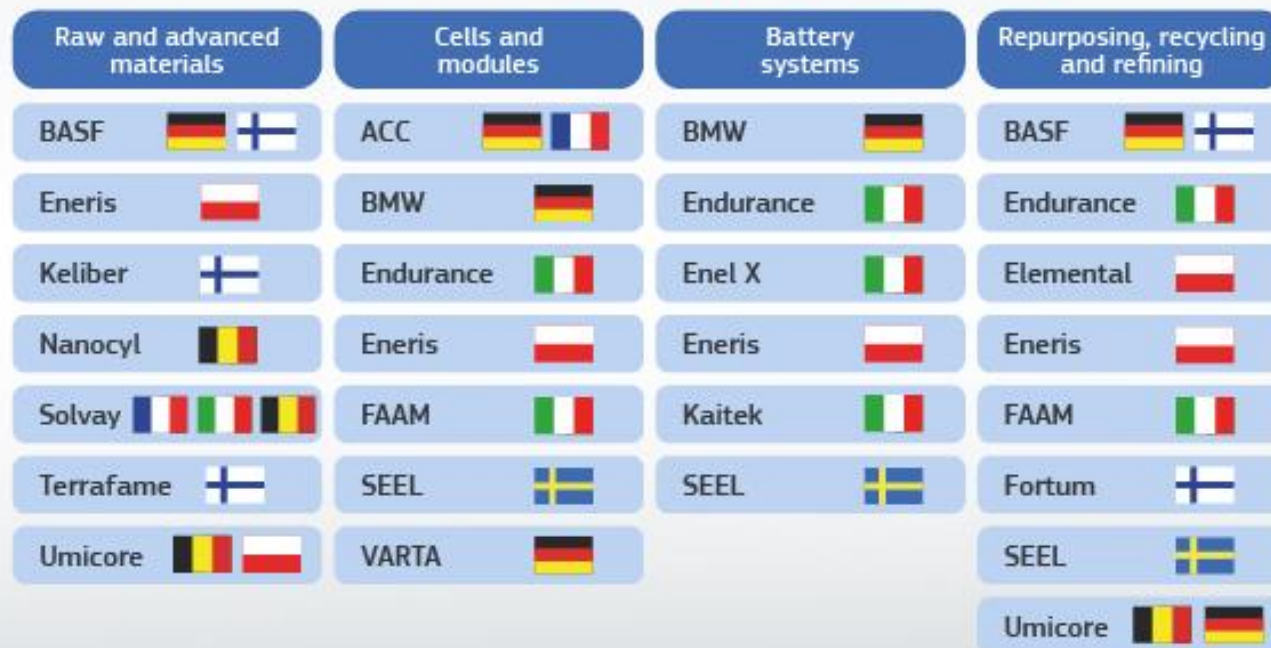 Raw and advanced
materials
BASF
Eneris
Keliber
Nanocyl
Solvay
Terrafame
Umicore
Cells and
modules
ACC
BMW
Endurance
Eneris
FAAM
SEEL
VARTA
Battery
systems
BMW
Endurance
Enel X
Eneris
Kaitek
SEEL
Repurposing, recycling
and refining
BASF
Endurance
Elemental
Eneris
FAAM
Fortum
SEEL
Umicore